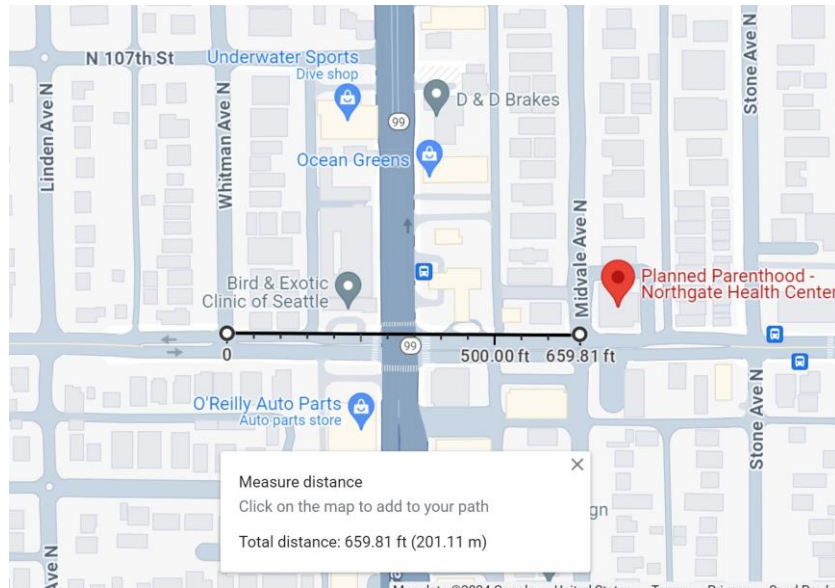 N 107th St
Underwater Sports
Dive shop
D & D Brakes
99
Ocean Greens
Linden Ave N
Whitman Ave N
Midvale Ave N
Stone Ave N
Bird & Exotic
Clinic of Seattle
Planned Parenthood -
Northgate Health Center
0
99
500.00 ft
659.81 ft
O'Reilly Auto Parts
Auto parts store
Stone Ave N
Measure distance
Click on the map to add to your path
Total distance: 659.81 ft (201.11 m)